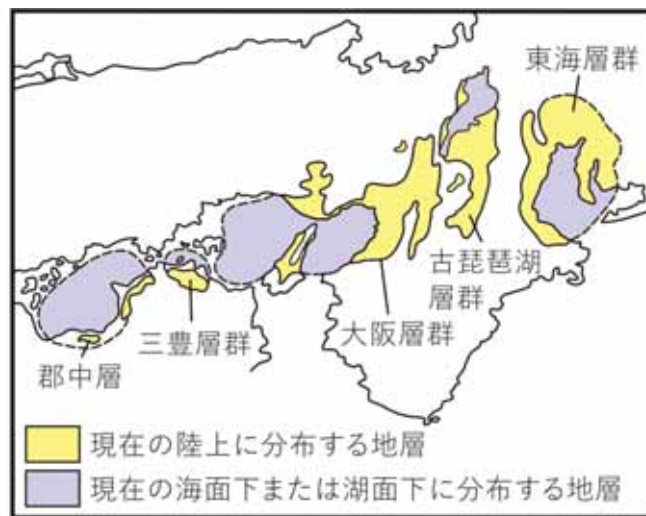 東海層群
古琵琶湖
層群
大阪層群
三豊層群
郡中層
現在の陸上に分布する地層
現在の海面下または湖面下に分布する地層